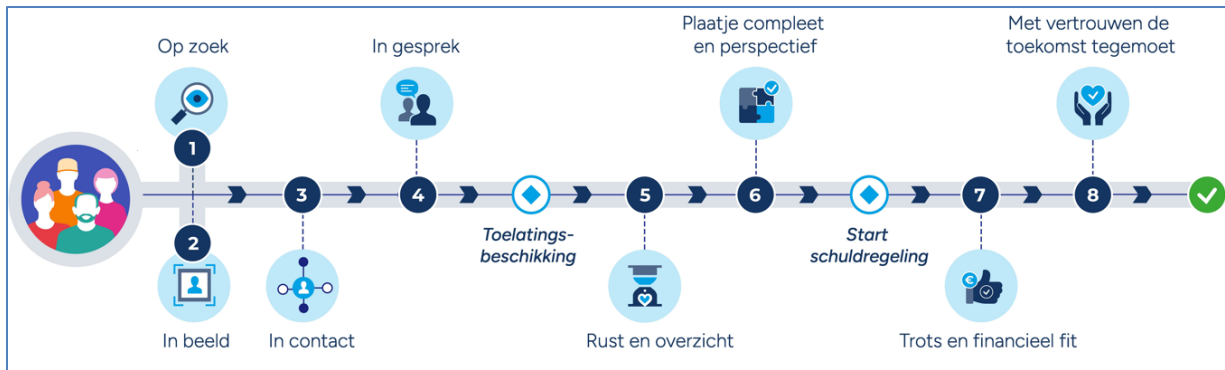 Op zoek
1
2
In beeld
3
In contact
In gesprek
4
Toelatings-
beschikking
5
Rust en overzicht
Plaatje compleet
en perspectief
6
Start
schuldregeling
€
7
Trots en financieel fit
Met vertrouwen de
toekomst tegemoet
8